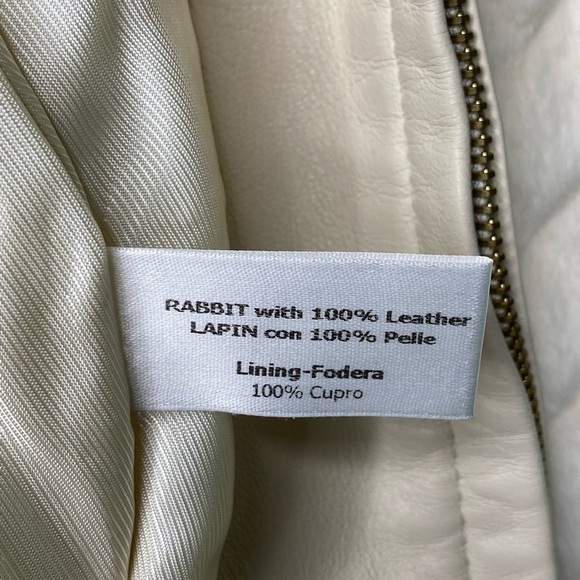 RABBIT with 100% Leather
LAPIN con 100% Pelle
Lining-Fodera
100% Cupro